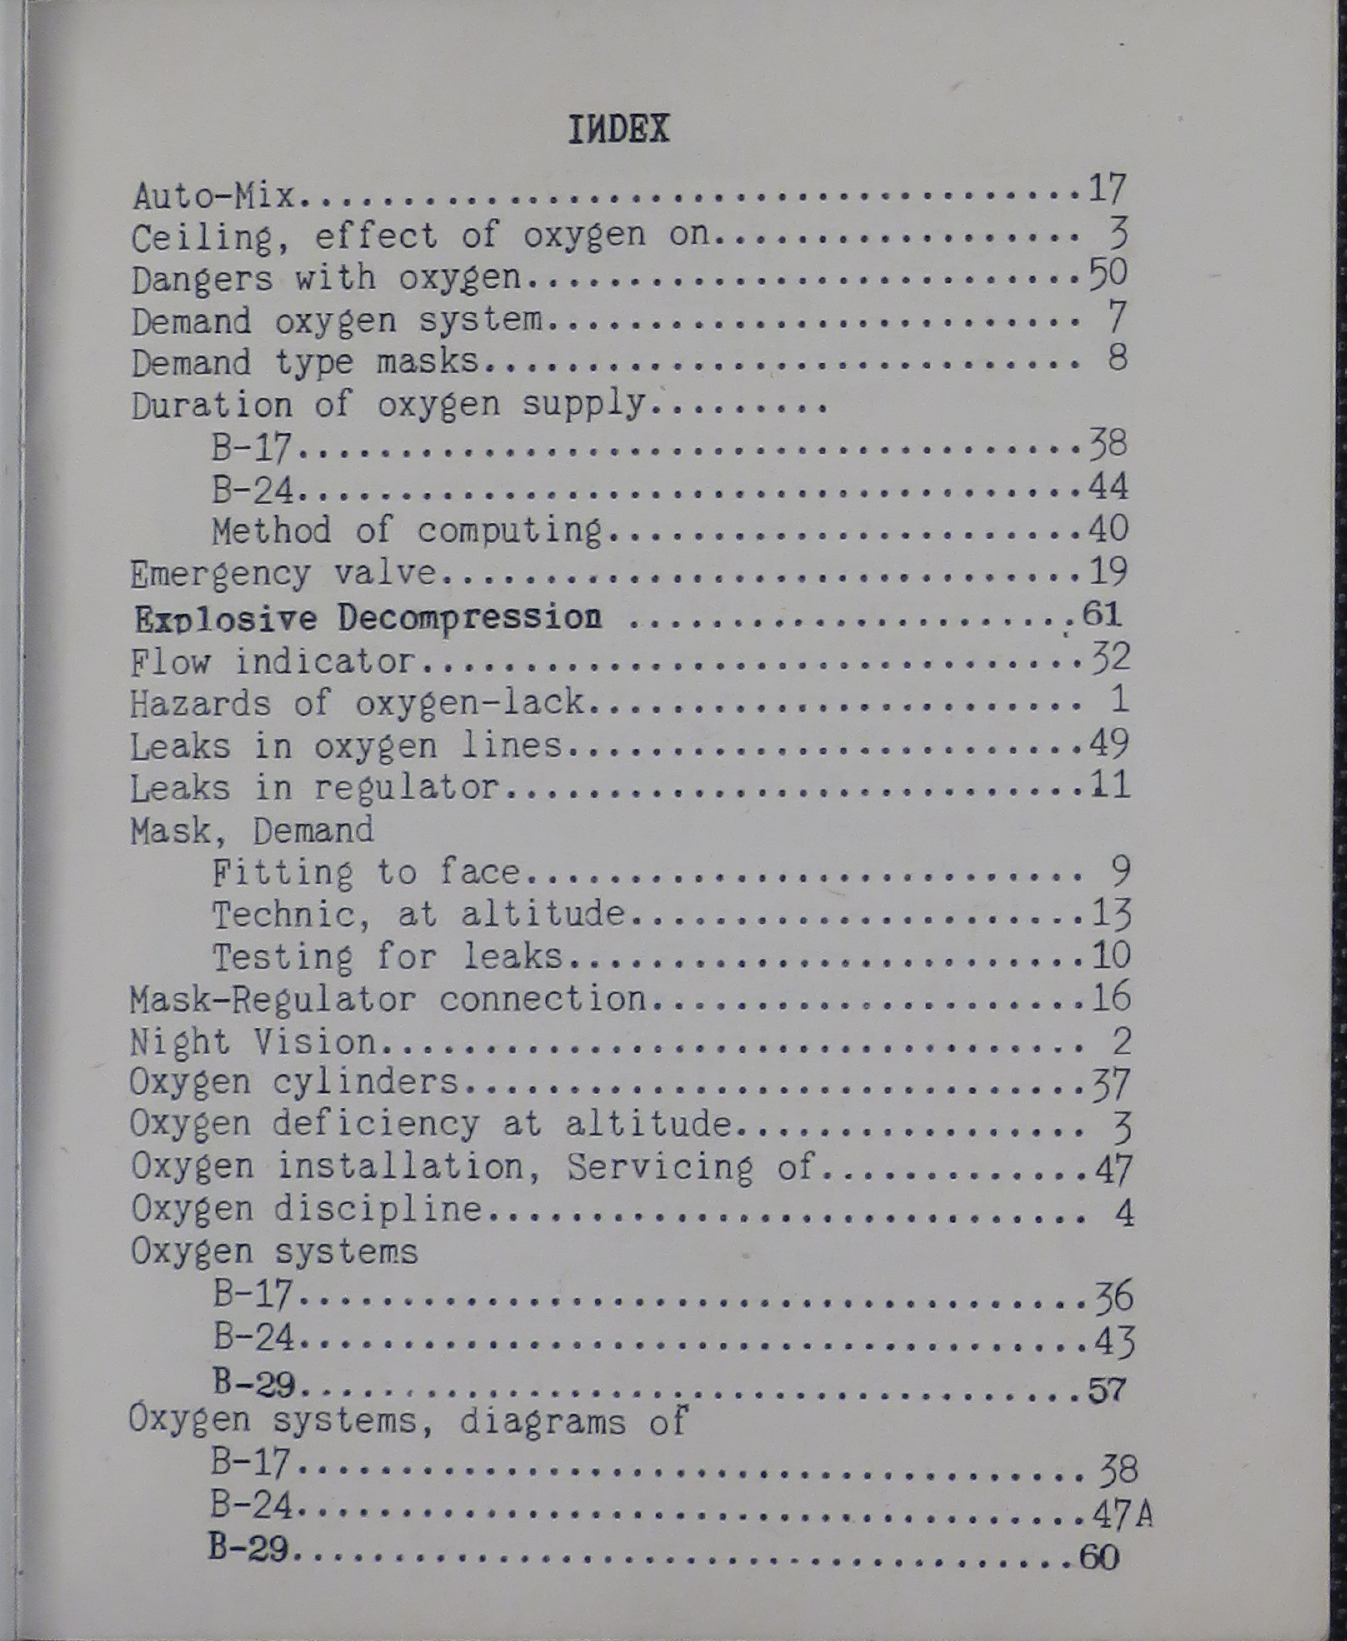 INDEX
Auto-Mix......................................17
Ceiling, effect of oxygen on.................. 3
Dangers with oxygen...........................50
Demand oxygen system.......................... 7
Demand type masks............................. 8
Duration of oxygen supply.........
B-17......................................38
B-24......................................44
Method of computing.......................40
Emergency valve...............................19
Explosive Decompression ......................61
Flow indicator................................32
Hazards of oxygen-lack........................ 1
Leaks in oxygen lines.........................49
Leaks in regulator............................11
Mask, Demand
Fitting to face........................... 9
Technic, at altitude......................13
Testing for leaks.........................10
Mask-Regulator connection.....................16
Night Vision.................................. 2
Oxygen cylinders..............................37
Oxygen deficiency at altitude................. 3
Oxygen installation, Servicing of.............47
Oxygen discipline............................. 4
Oxygen systems
B-17......................................36
B-24......................................43
B-29......................................57
Oxygen systems, diagrams of
B-17...................................... 38
B-24......................................47A
B-29......................................60